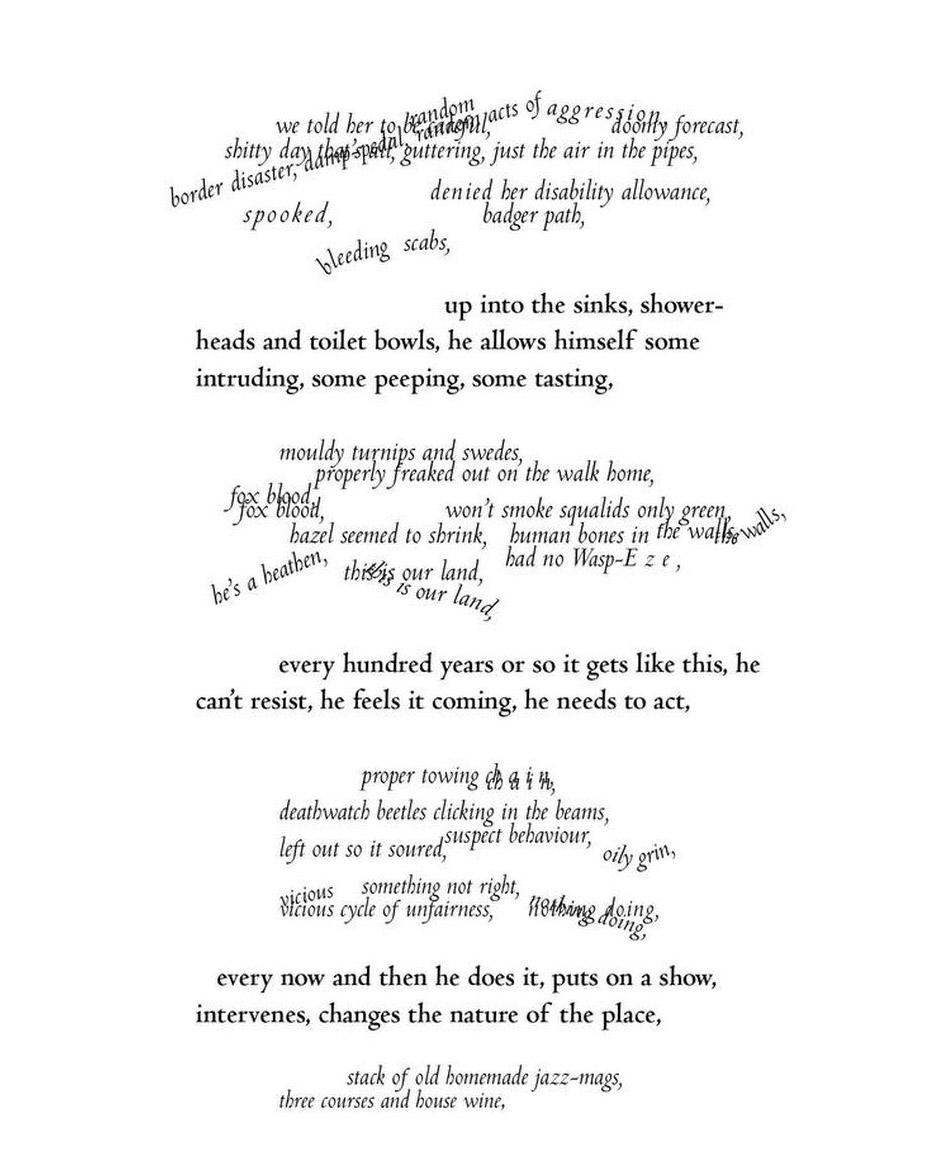 we told her to be careful,
random
random acts of aggression,
doomly forecast,
shitty day that's all, guttering, just the air in the pipes,
border disaster, damp spedal,
denied her disability allowance,
spooked,
badger path,
bleeding scabs,
up into the sinks, shower-
heads and toilet bowls, he allows himself some
intruding, some peeping, some tasting,
mouldy turnips and swedes,
properly freaked out on the walk home,
fox blood,
fox blood,
won't smoke squalids only green,
hazel seemed to shrink,
human bones in the walls,
the walls,
he's a heathen,
this is our land,
this is our land,
had no Wasp-E z e ,
every hundred years or so it gets like this, he
can't resist, he feels it coming, he needs to act,
proper towing c h a i n,
c h a i n,
deathwatch beetles clicking in the beams,
suspect behaviour,
left out so it soured,
oily grin,
something not right,
vicious
vicious cycle of unfairness,
nothing doing,
nothing doing,
every now and then he does it, puts on a show,
intervenes, changes the nature of the place,
stack of old homemade jazz-mags,
three courses and house wine,